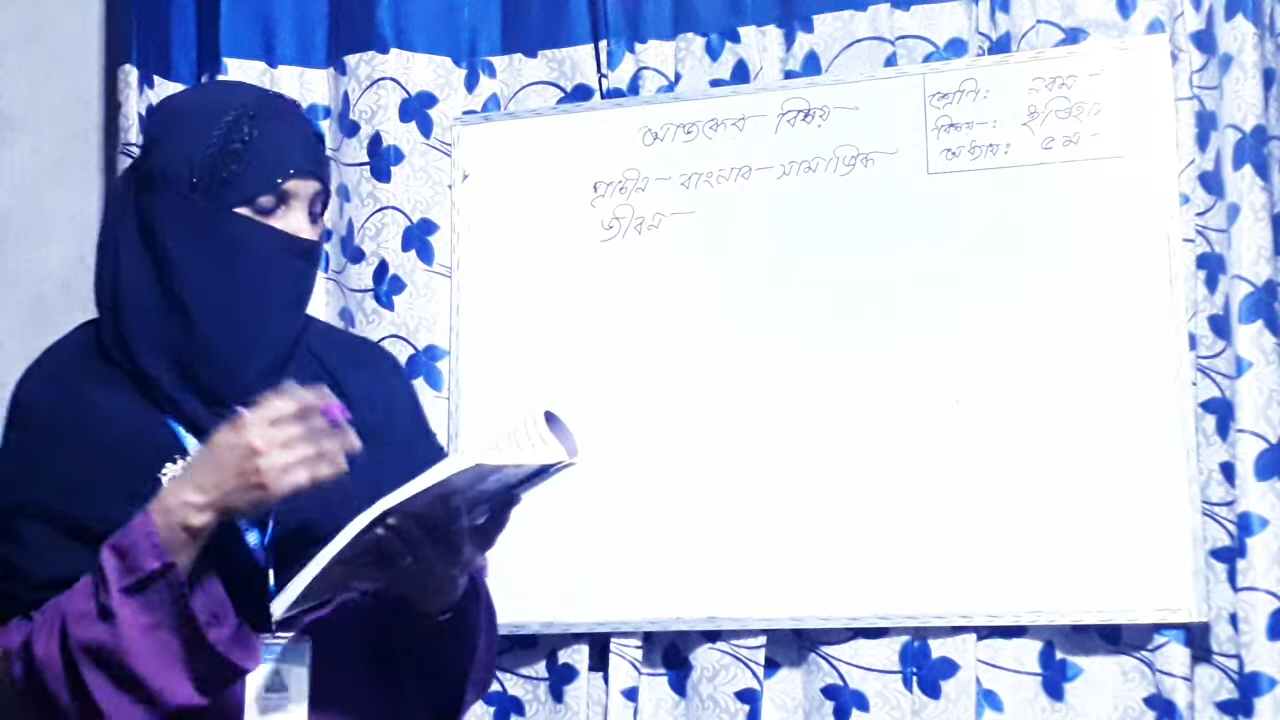 আজকের বিষয়
প্রাচীন বাংলার সামাজিক
জীবন
শ্রেণি: নবম
বিষয়: ইতিহাস
অধ্যায়: ৫ম